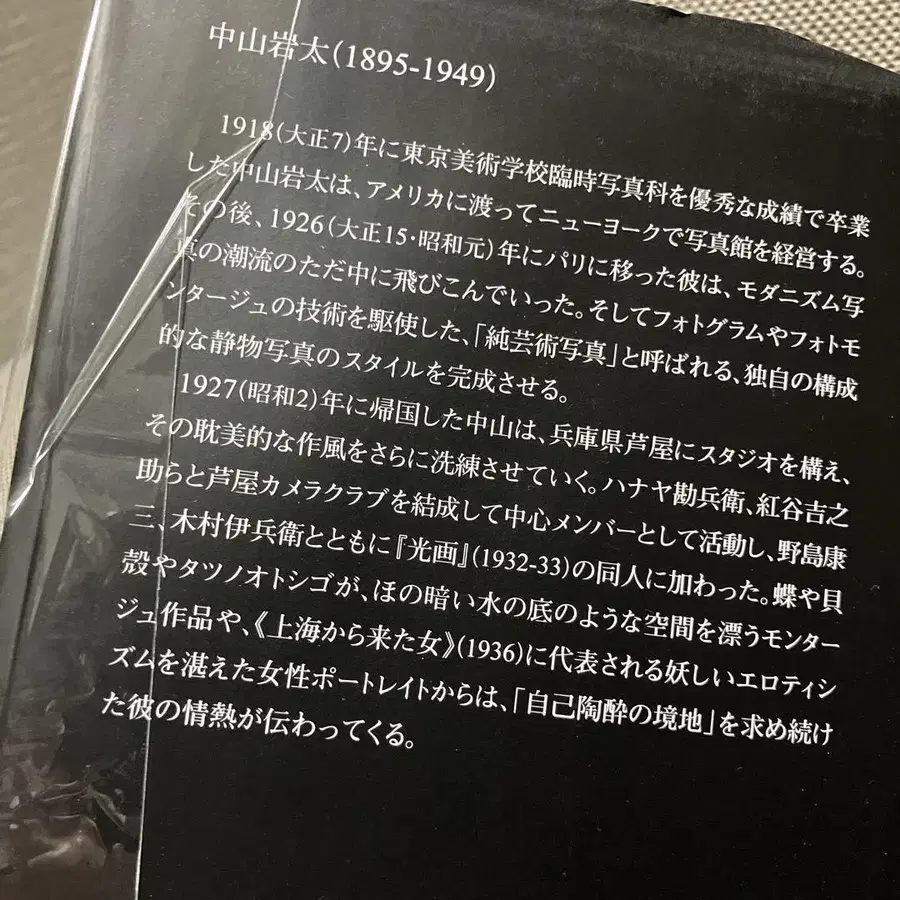 中山岩太(1895-1949)
1918(大正7)年に東京美術学校臨時写真科を優秀な成績で卒業
した中山岩太は、アメリカに渡ってニューヨークで写真館を経営する。
その後、1926(大正15・昭和元)年にパリに移った彼は、モダニズム写
真の潮流のただ中に飛びこんでいった。そしてフォトグラムやフォトモ
ンタージュの技術を駆使した、「純芸術写真」と呼ばれる、独自の構成
的な静物写真のスタイルを完成させる。
1927(昭和2)年に帰国した中山は、兵庫県芦屋にスタジオを構え、
その耽美的な作風をさらに洗練させていく。ハナヤ勘兵衛、紅谷吉之
助らと芦屋カメラクラブを結成して中心メンバーとして活動し、野島康
三、木村伊兵衛とともに『光画』(1932-33)の同人に加わった。蝶や貝
殻やタツノオトシゴが、ほの暗い水の底のような空間を漂うモンター
ジュ作品や、《上海から来た女》(1936)に代表される妖しいエロティシ
ズムを湛えた女性ポートレイトからは、「自己陶酔の境地」を求め続け
た彼の情熱が伝わってくる。